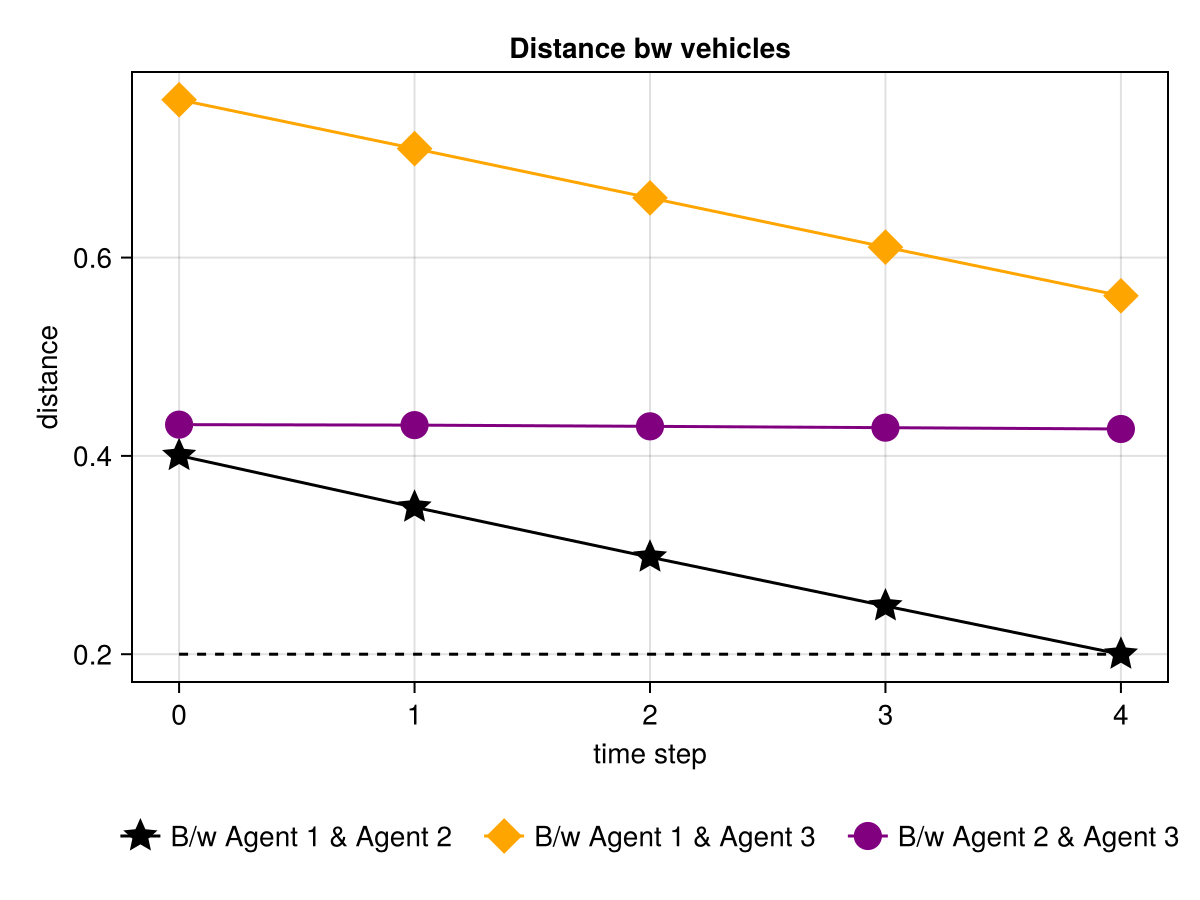 Distance bw vehicles
distance
0.6
0.4
0.2
0 1 2 3 4
time step
B/w Agent 1 & Agent 2 B/w Agent 1 & Agent 3 B/w Agent 2 & Agent 3